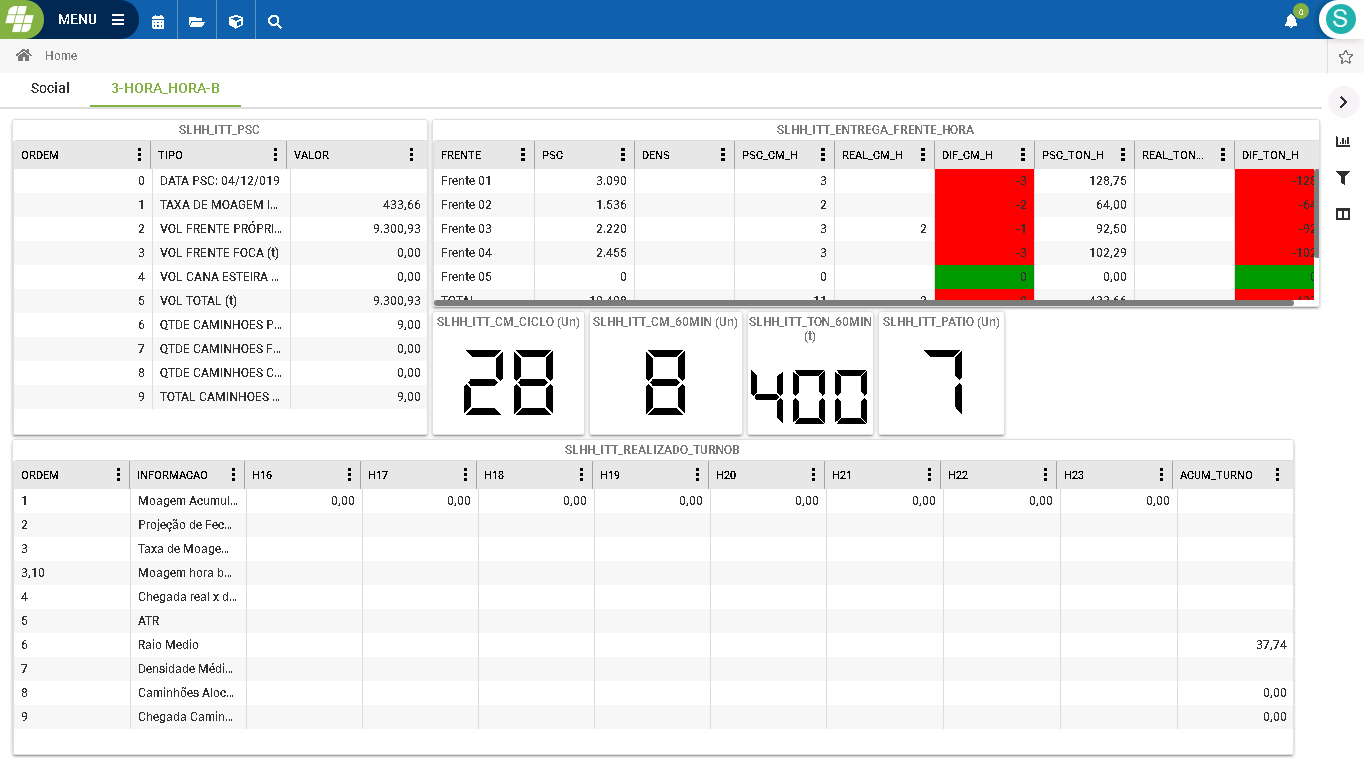 MENU
0
S
Home
Social 3-HORA_HORA-B
SLHH_ITT_PSC
ORDEM TIPO VALOR
0 DATA PSC: 04/12/019
1 TAXA DE MOAGEM I... 433,66
2 VOL FRENTE PRÓPRI... 9.300,93
3 VOL FRENTE FOCA (t) 0,00
4 VOL CANA ESTEIRA ... 0,00
5 VOL TOTAL (t) 9.300,93
6 QTDE CAMINHOES P... 9,00
7 QTDE CAMINHOES F... 0,00
8 QTDE CAMINHOES C... 0,00
9 TOTAL CAMINHOES ... 9,00
SLHH_ITT_ENTREGA_FRENTE_HORA
FRENTE PSC DENS PSC_CM_H REAL_CM_H DIF_CM_H PSC_TON_H REAL_TON... DIF_TON_H
Frente 01 3.090 3 -3 128,75 -128
Frente 02 1.536 2 -2 64,00 -64
Frente 03 2.220 3 2 -1 92,50 -92
Frente 04 2.455 3 -3 102,29 -102
Frente 05 0 0 0 0,00 0
TOTAL 11 433,66
SLHH_ITT_CM_CICLO (Un)
28
SLHH_ITT_CM_60MIN (Un)
8
SLHH_ITT_TON_60MIN
(t)
400
SLHH_ITT_PATIO (Un)
7
SLHH_ITT_REALIZADO_TURNOB
ORDEM INFORMACAO H16 H17 H18 H19 H20 H21 H22 H23 ACUM_TURNO
1 Moagem Acumul... 0,00 0,00 0,00 0,00 0,00 0,00 0,00 0,00
2 Projeção de Fec...
3 Taxa de Moage...
3,10 Moagem hora b...
4 Chegada real x d...
5 ATR
6 Raio Medio 37,74
7 Densidade Médi...
8 Caminhões Aloc... 0,00
9 Chegada Camin... 0,00